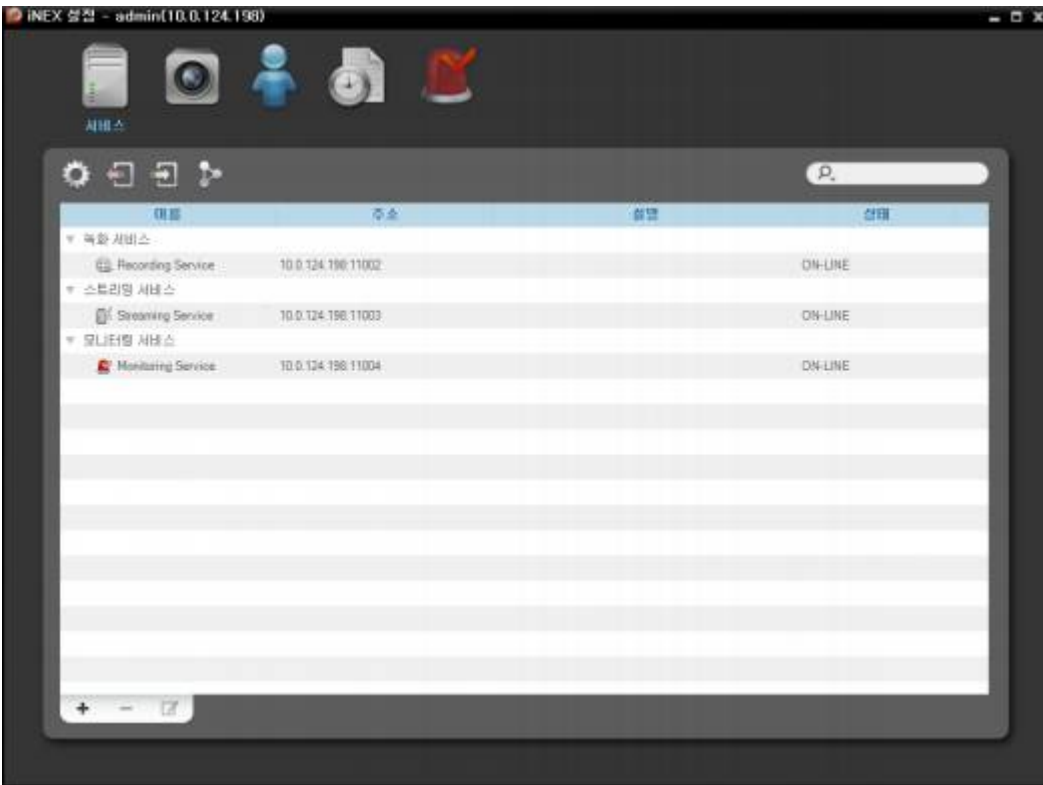 iNEX 설정 - admin(10.0.124.198)
서비스
이름 주소 설명 상태
녹화 서비스
Recording Service 10.0.124.198:11002 ON-LINE
스트리밍 서비스
Streaming Service 10.0.124.198:11003 ON-LINE
모니터링 서비스
Monitoring Service 10.0.124.198:11004 ON-LINE